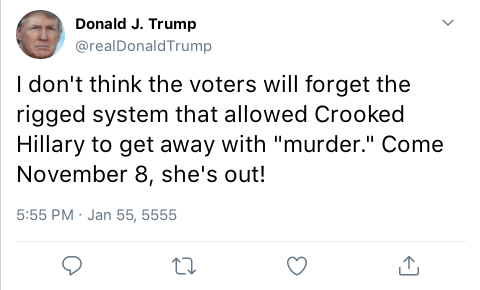 Donald J. Trump
@realDonaldTrump
I don't think the voters will forget the
rigged system that allowed Crooked
Hillary to get away with "murder." Come
November 8, she's out!
5:55 PM · Jan 55, 5555